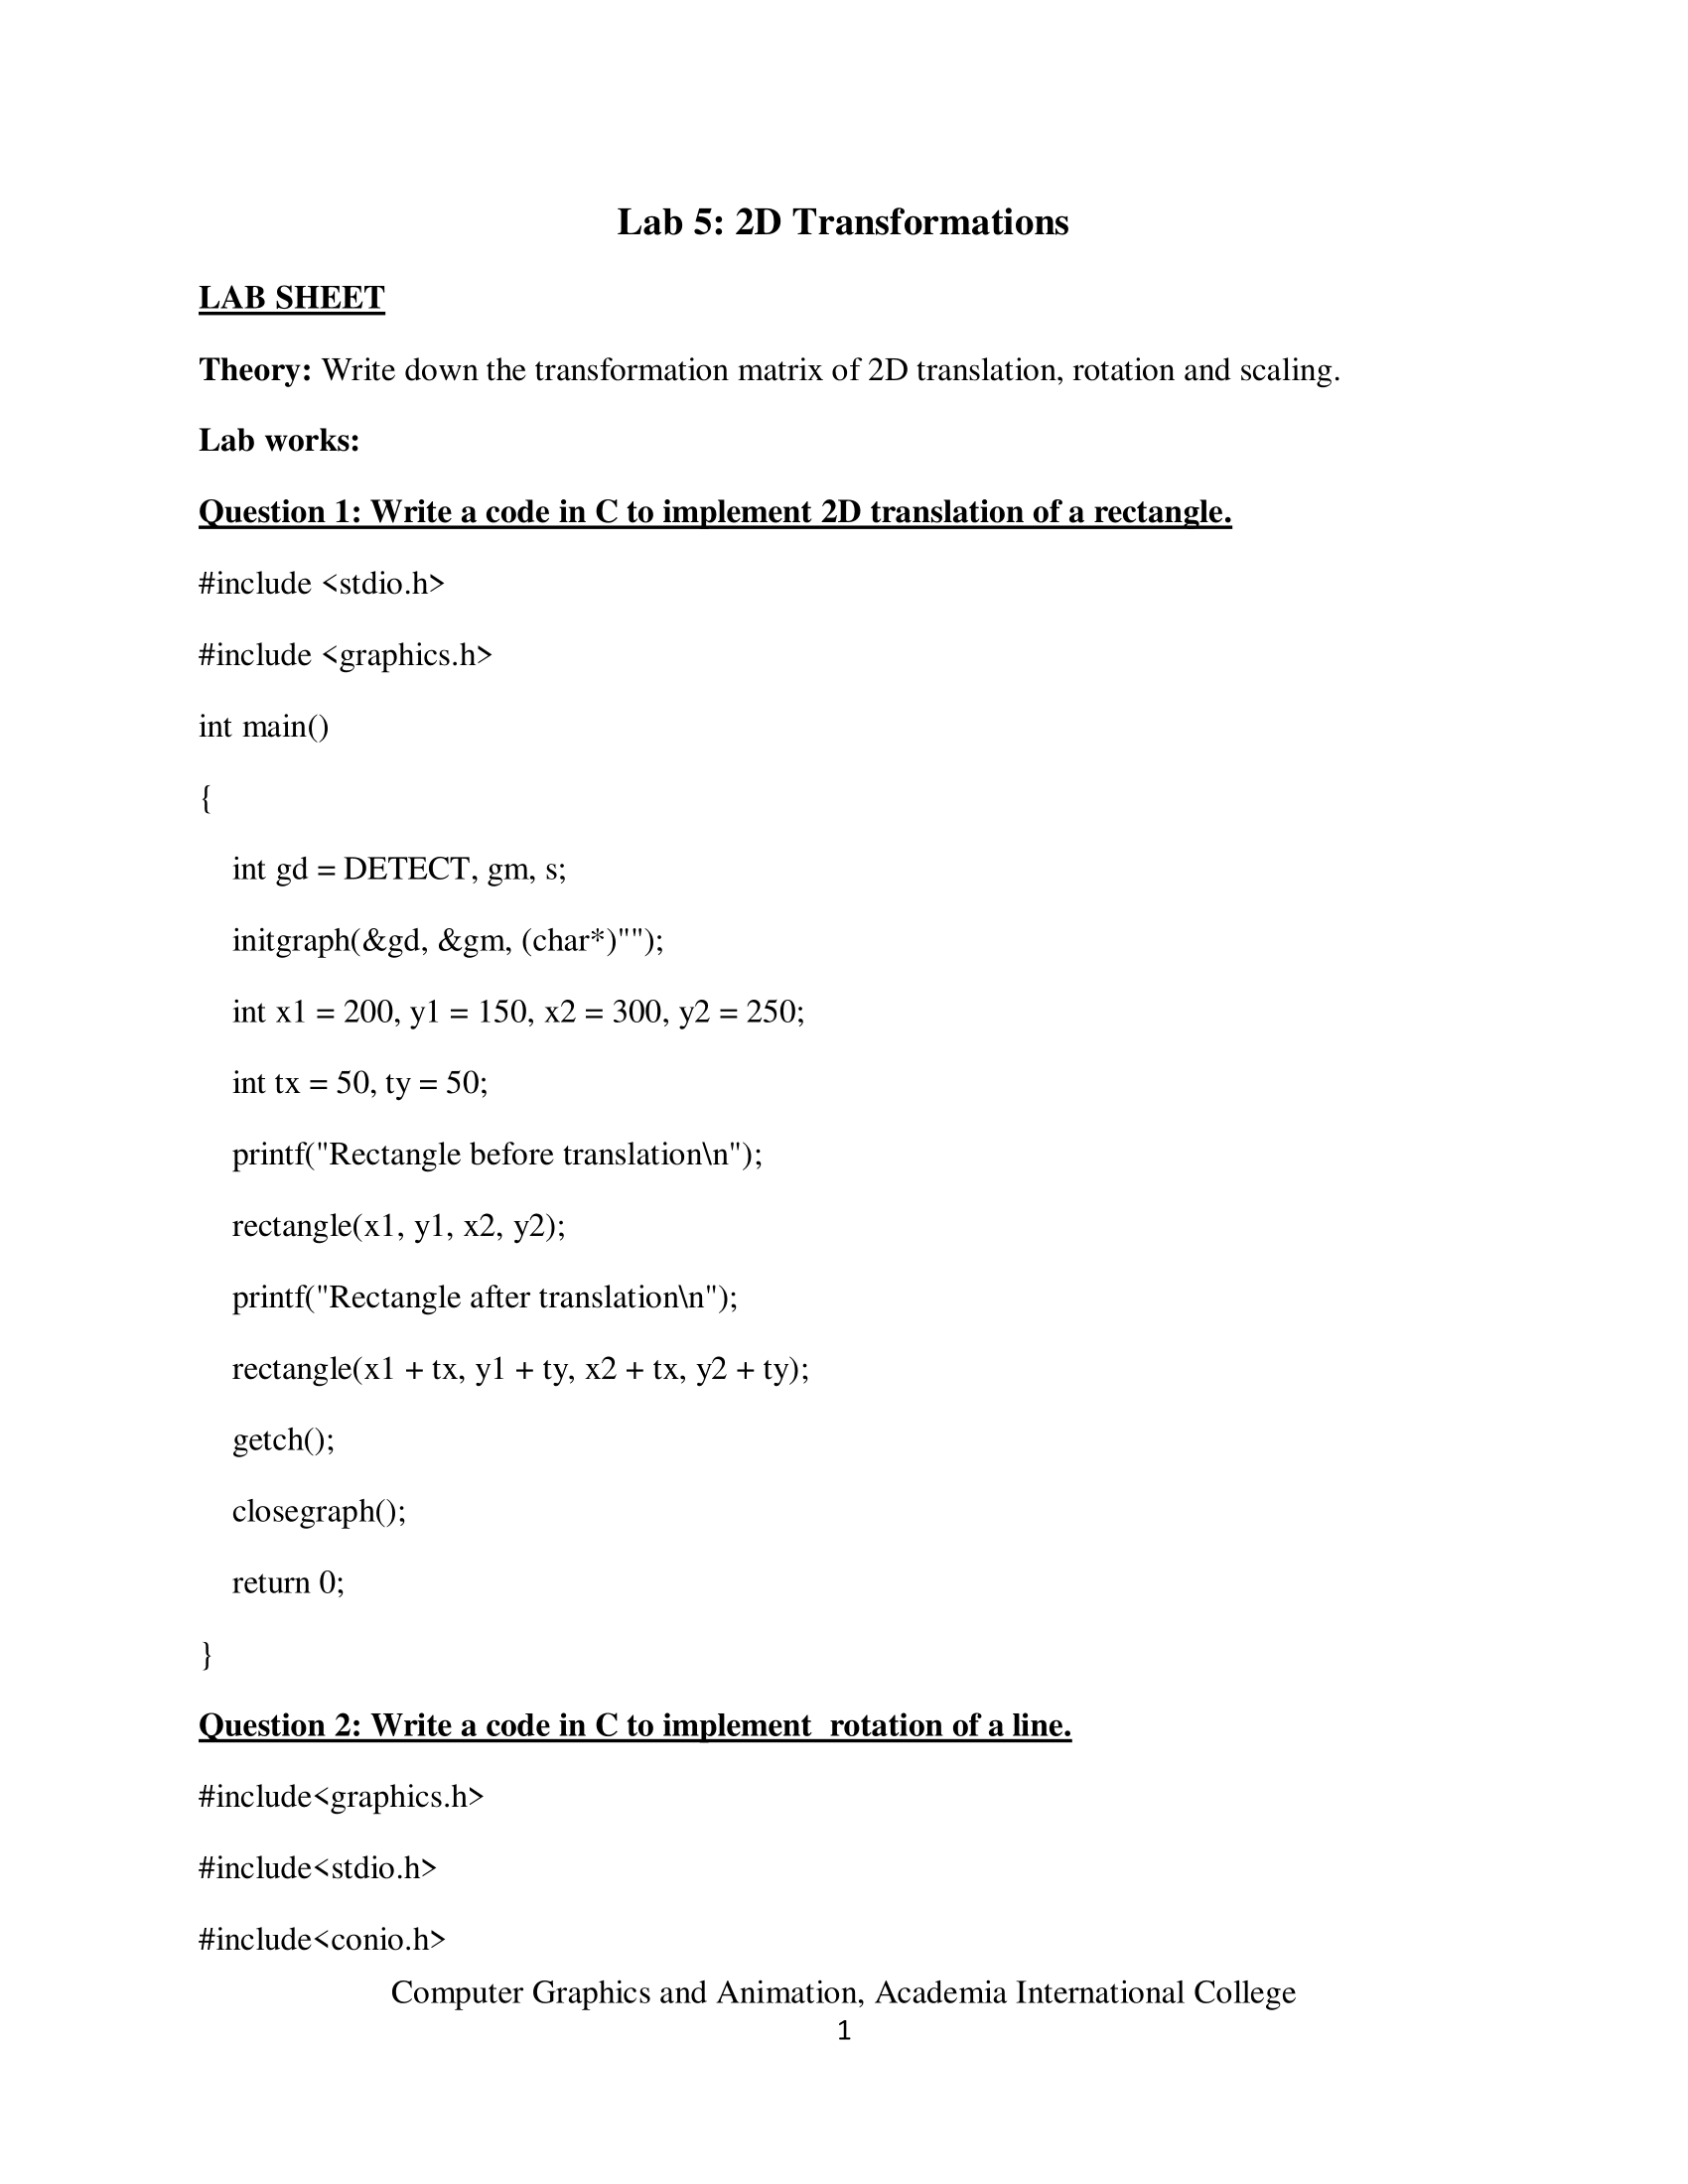 Lab 5: 2D Transformations
LAB SHEET
Theory: Write down the transformation matrix of 2D translation, rotation and scaling.
Lab works:
Question 1: Write a code in C to implement 2D translation of a rectangle.
#include <stdio.h>
#include <graphics.h>
int main()
{
    int gd = DETECT, gm, s;
    initgraph(&gd, &gm, (char*)"");
    int x1 = 200, y1 = 150, x2 = 300, y2 = 250;
    int tx = 50, ty = 50;
    printf("Rectangle before translation\n");
    rectangle(x1, y1, x2, y2);
    printf("Rectangle after translation\n");
    rectangle(x1 + tx, y1 + ty, x2 + tx, y2 + ty);
    getch();
    closegraph();
    return 0;
}
Question 2: Write a code in C to implement  rotation of a line.
#include<graphics.h>
#include<stdio.h>
#include<conio.h>
Computer Graphics and Animation, Academia International College
1